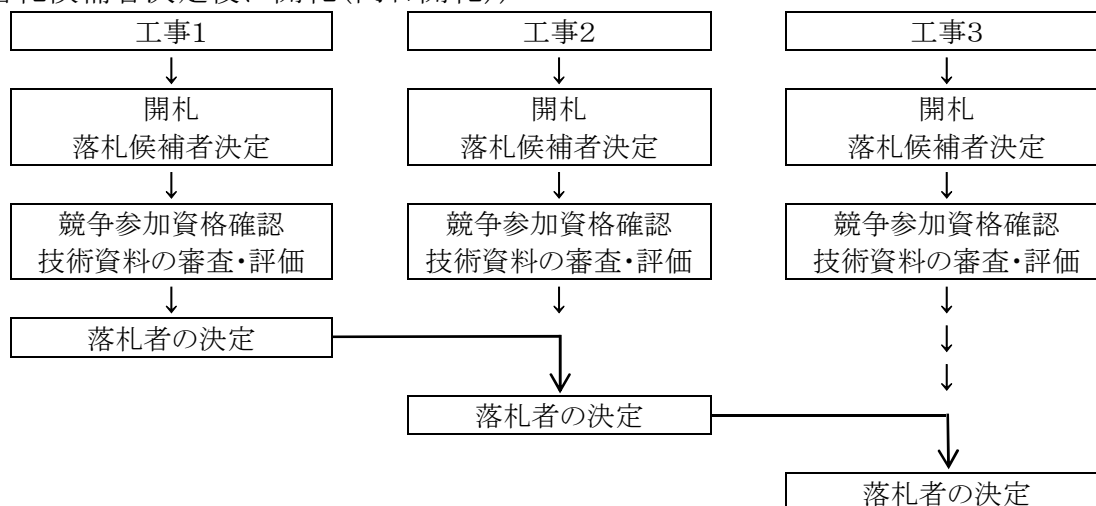 工事1
工事2
工事3
↓
↓
↓
開札
落札候補者決定
開札
落札候補者決定
開札
落札候補者決定
↓
↓
↓
競争参加資格確認
技術資料の審査・評価
競争参加資格確認
技術資料の審査・評価
競争参加資格確認
技術資料の審査・評価
↓
↓
↓
落札者の決定
↓
↓
落札者の決定
落札者の決定